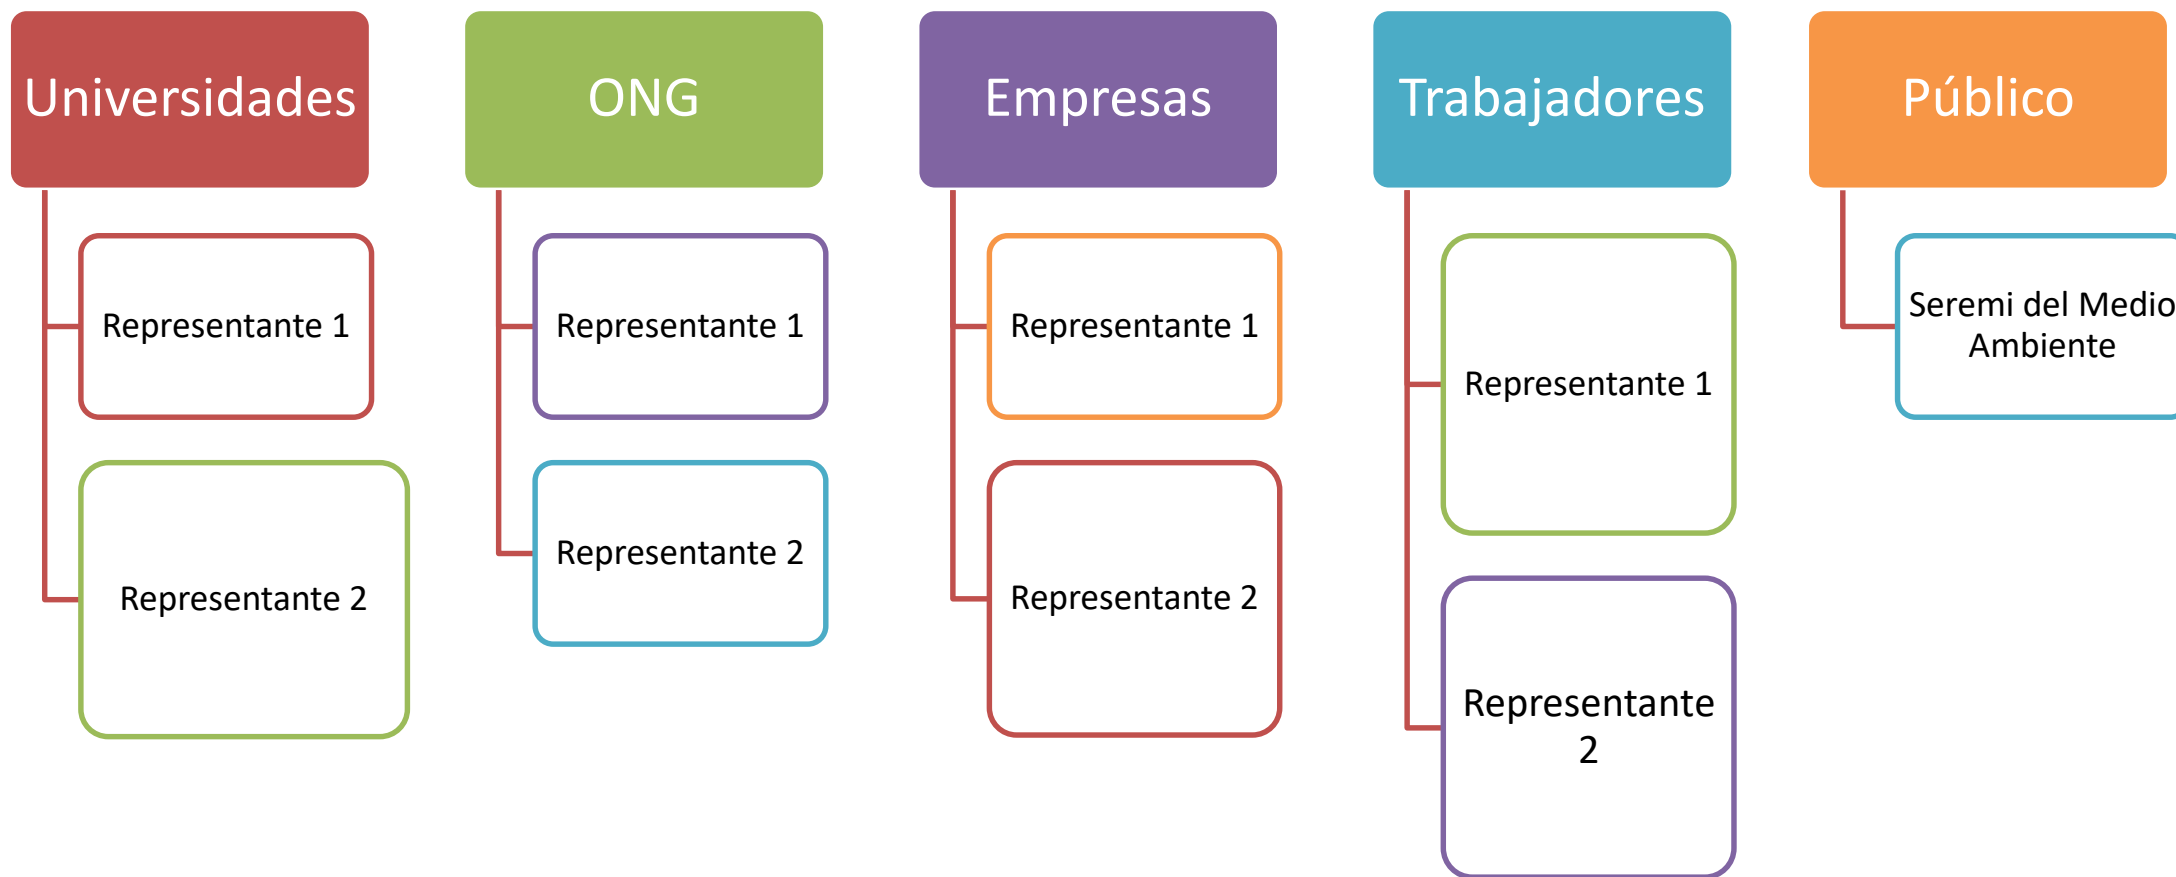 Universidades
Representante 1
Representante 2
ONG
Representante 1
Representante 2
Empresas
Representante 1
Representante 2
Trabajadores
Representante 1
Representante
2
Público
Seremi del Medio
Ambiente